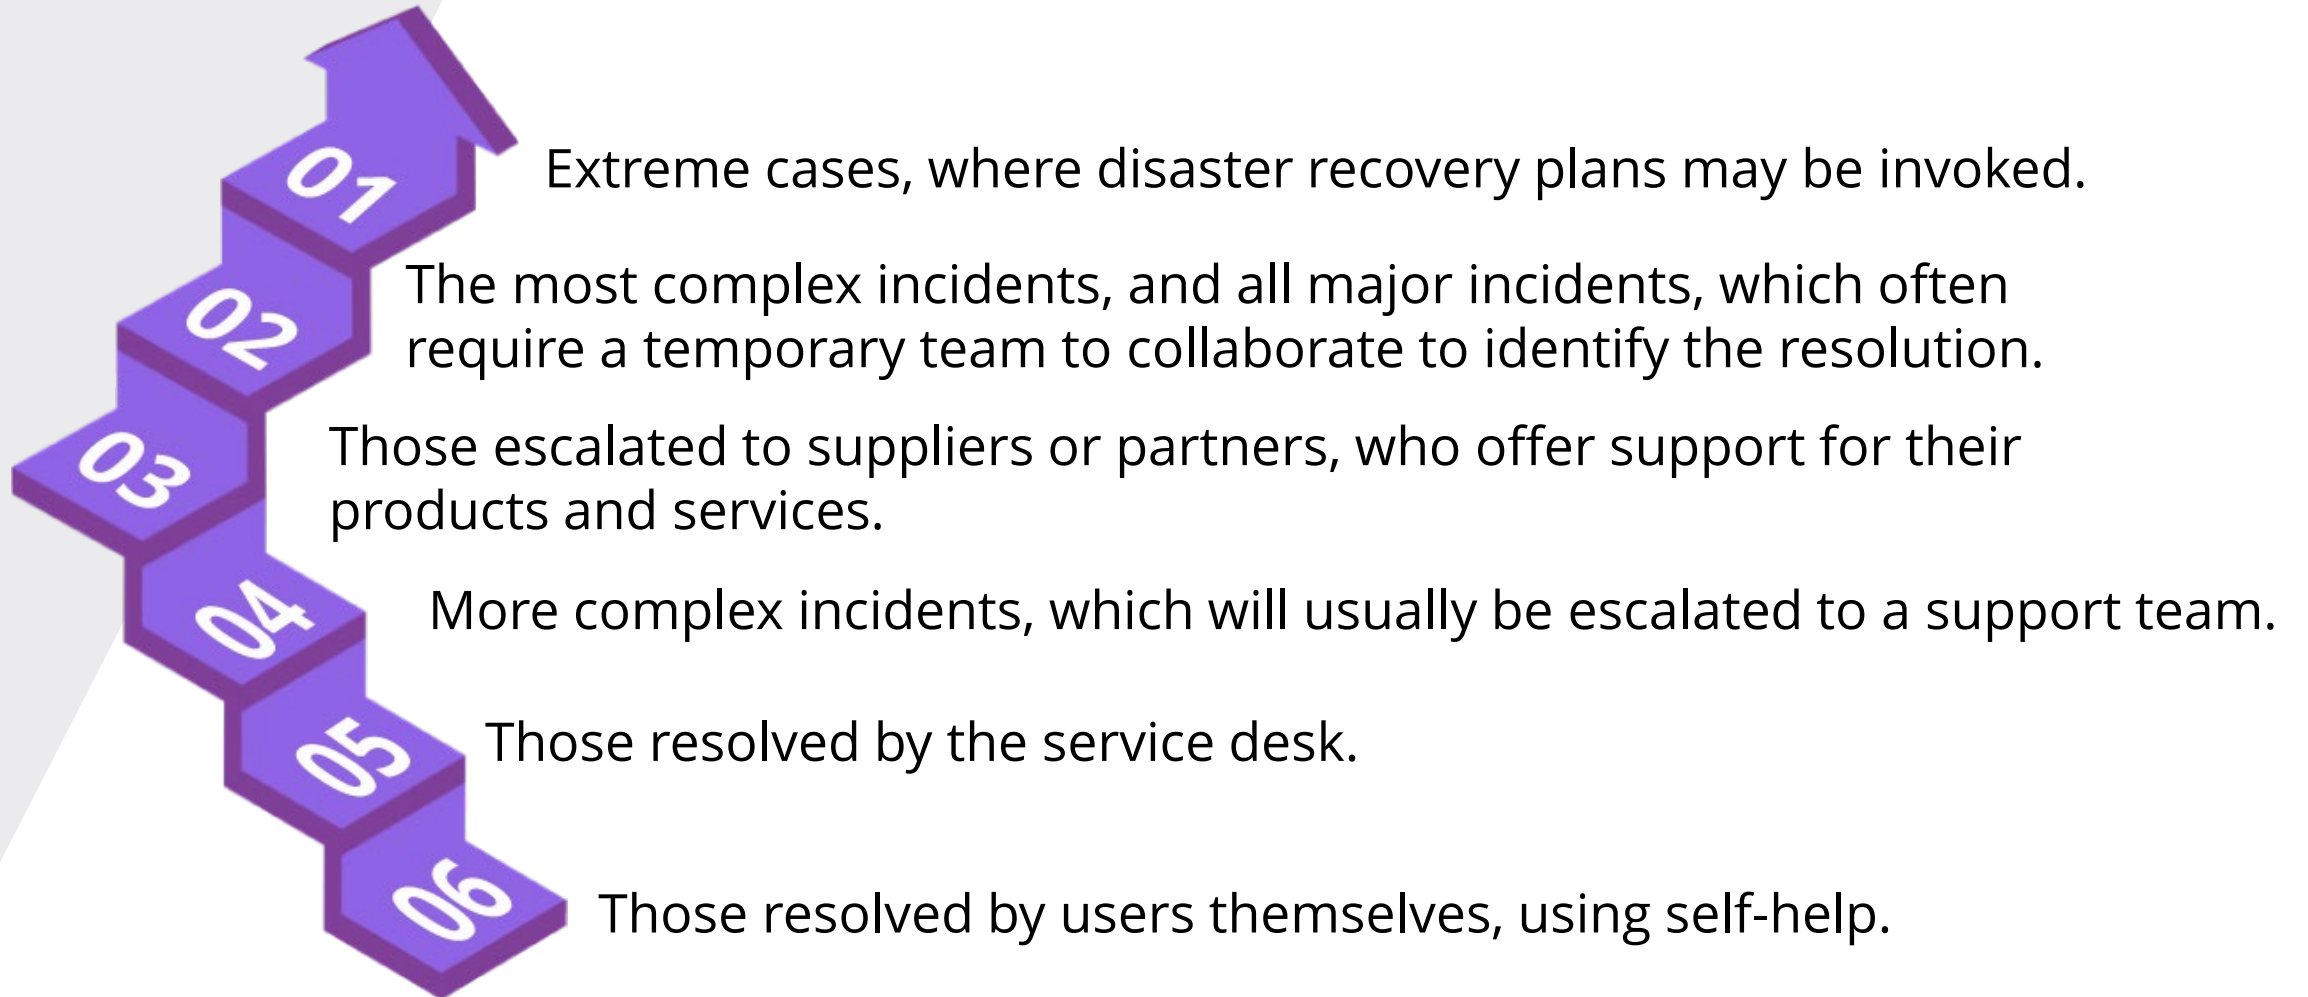 01
Extreme cases, where disaster recovery plans may be invoked.
02
The most complex incidents, and all major incidents, which often
require a temporary team to collaborate to identify the resolution.
03
Those escalated to suppliers or partners, who offer support for their
products and services.
04
More complex incidents, which will usually be escalated to a support team.
05
Those resolved by the service desk.
06
Those resolved by users themselves, using self-help.